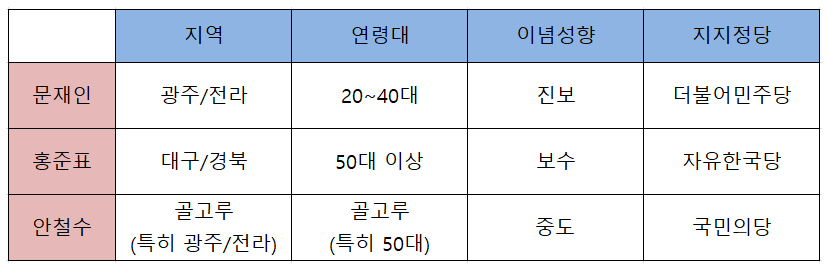 지역 연령대 이념성향 지지정당
문재인 광주/전라 20~40대 진보 더불어민주당
홍준표 대구/경북 50대 이상 보수 자유한국당
안철수 골고루 골고루 중도 국민의당
(특히 광주/전라) (특히 50대)